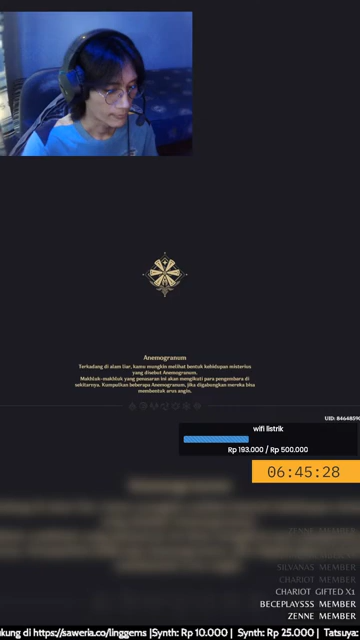 Anemogranum
Terkadang di alam liar, kamu mungkin melihat bentuk kehidupan misterius
yang disebut Anemogranum.
Makhluk-makhluk yang penasaran ini akan mengikuti para pengembara di
sekitarnya. Kumpulkan beberapa Anemogranum, jika digabungkan mereka bisa
membentuk arus angin.
UID: 8464859
wifi listrik
Rp 193.000 / Rp 500.000
06:45:28
SILVANAS MEMBER
CHARIOT MEMBER
CHARIOT GIFTED X1
BECEPLAYSSS MEMBER
ZENNE MEMBER
ukung di https://saweria.co/linggems |Synth: Rp 10.000 | Synth: Rp 25.000 | Tatsuya: